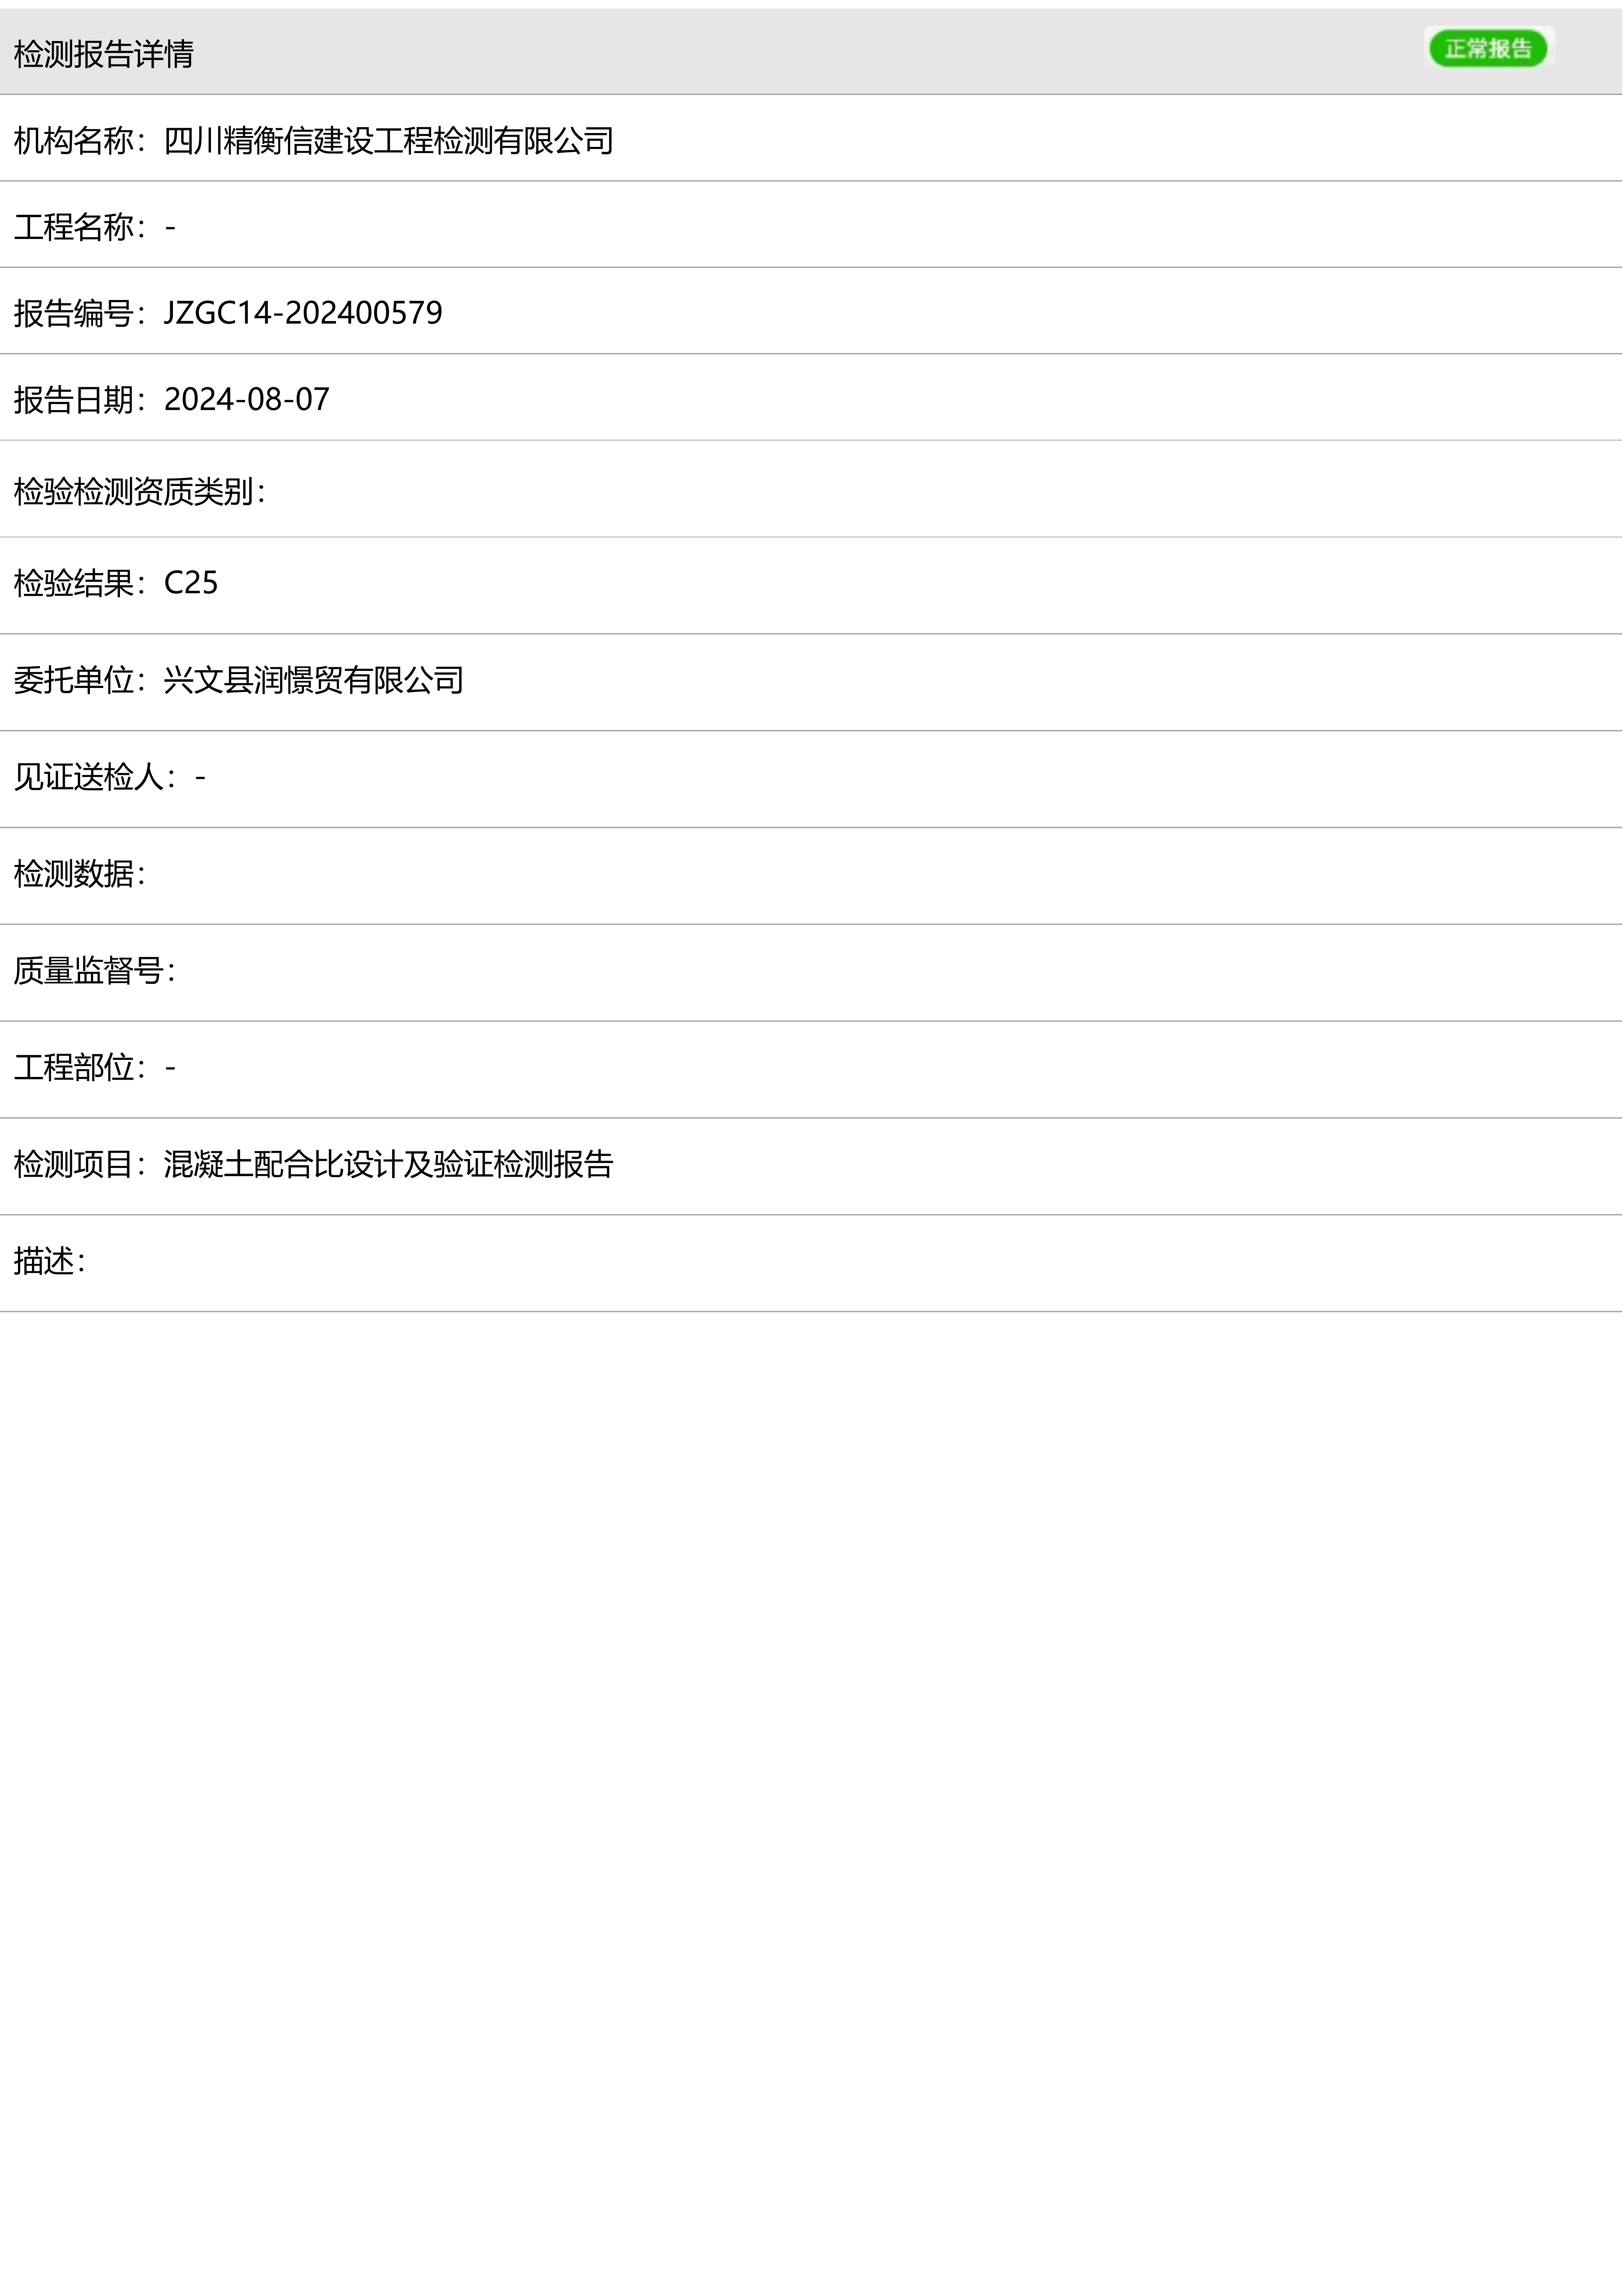 检测报告详情
正常报告
机构名称：四川精衡信建设工程检测有限公司
工程名称：-
报告编号：JZGC14-202400579
报告日期：2024-08-07
检验检测资质类别：
检验结果：C25
委托单位：兴文县润憬贸有限公司
见证送检人：-
检测数据：
质量监督号：
工程部位：-
检测项目：混凝土配合比设计及验证检测报告
描述：